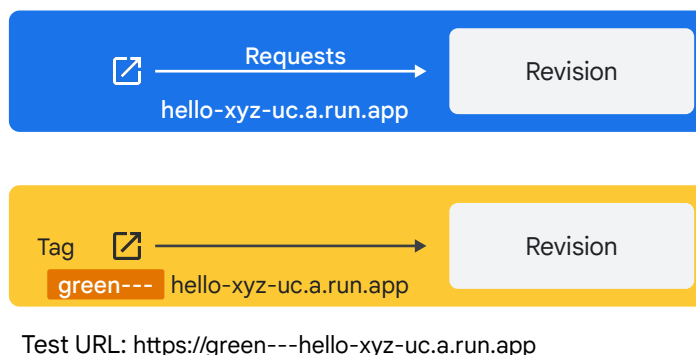 Requests
Revision
hello-xyz-uc.a.run.app
Tag
Revision
green--- hello-xyz-uc.a.run.app
Test URL: https://green---hello-xyz-uc.a.run.app